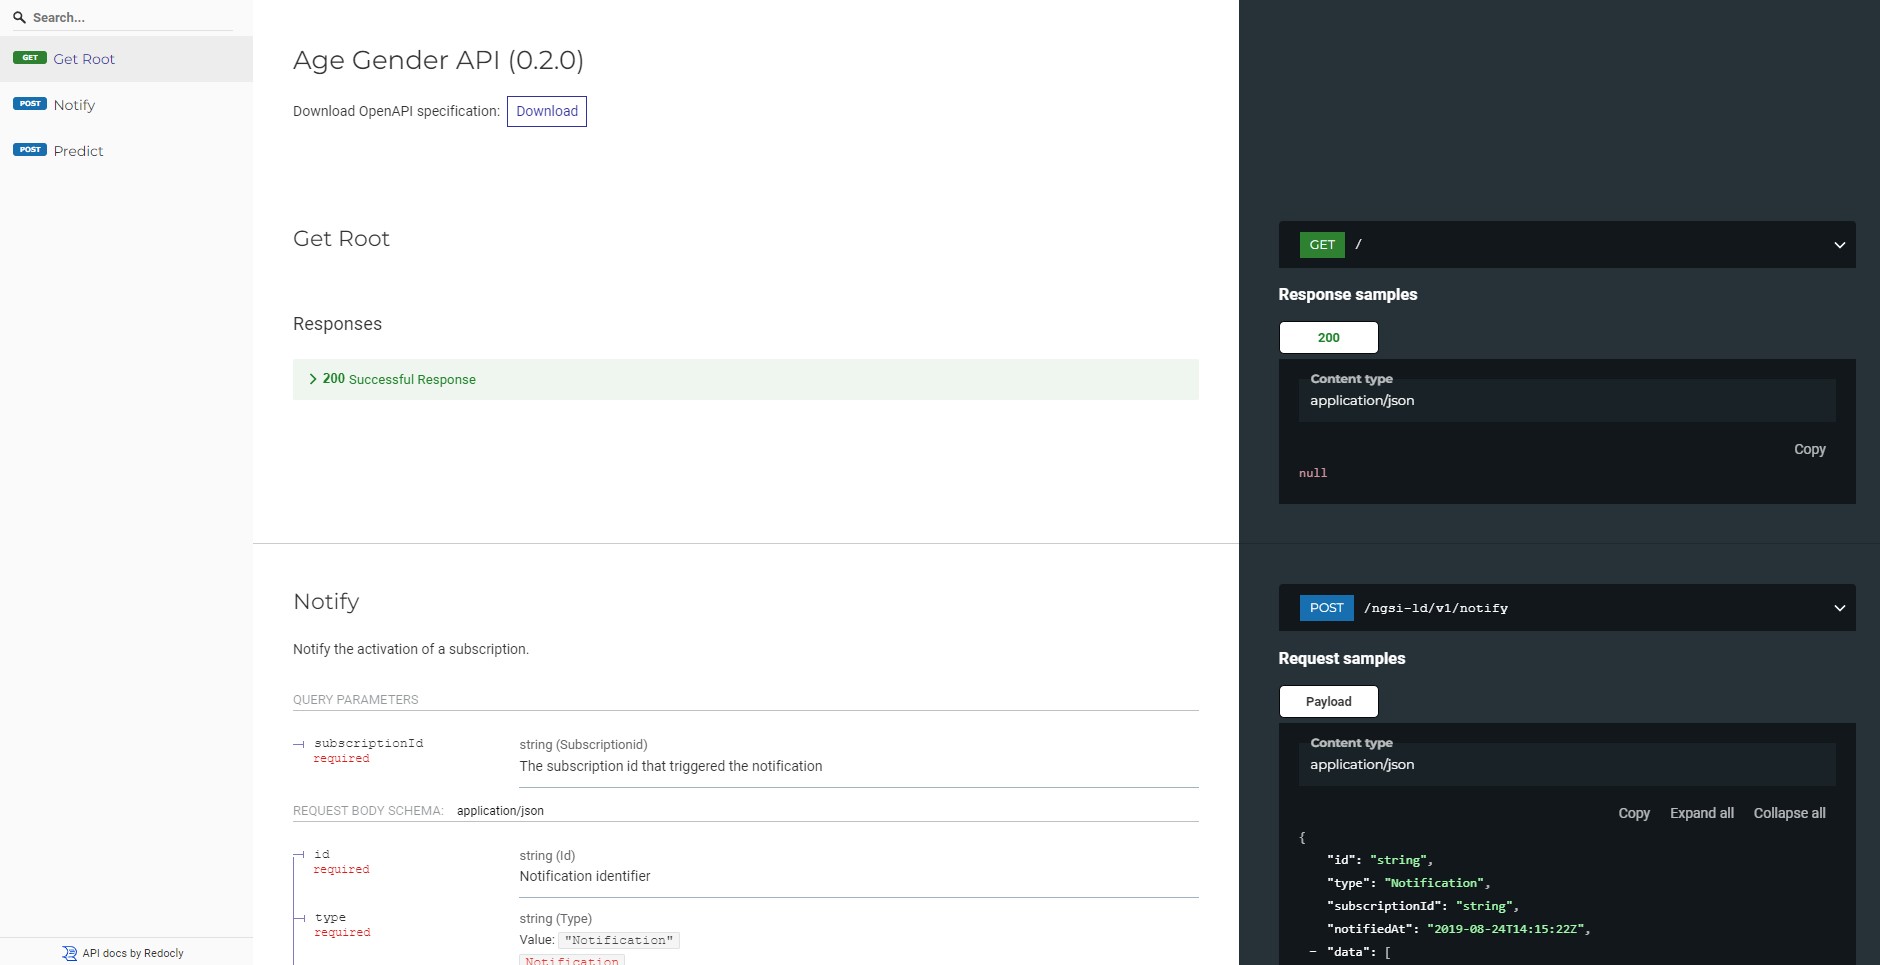 Search...
GET Get Root
POST Notify
POST Predict
API docs by Redocly
Age Gender API (0.2.0)
Download OpenAPI specification: Download
Get Root
Responses
200 Successful Response
GET /
Response samples
200
Content type
application/json
Copy
null
Notify
Notify the activation of a subscription.
QUERY PARAMETERS
subscriptionId
required
string (Subscriptionid)
The subscription id that triggered the notification
REQUEST BODY SCHEMA: application/json
id
required
string (Id)
Notification identifier
type
required
string (Type)
Value: "Notification"
Notification
POST /ngsi-ld/v1/notify
Request samples
Payload
Content type
application/json
Copy Expand all Collapse all
{
"id": "string",
"type": "Notification",
"subscriptionId": "string",
"notifiedAt": "2019-08-24T14:15:22Z",
– "data": [